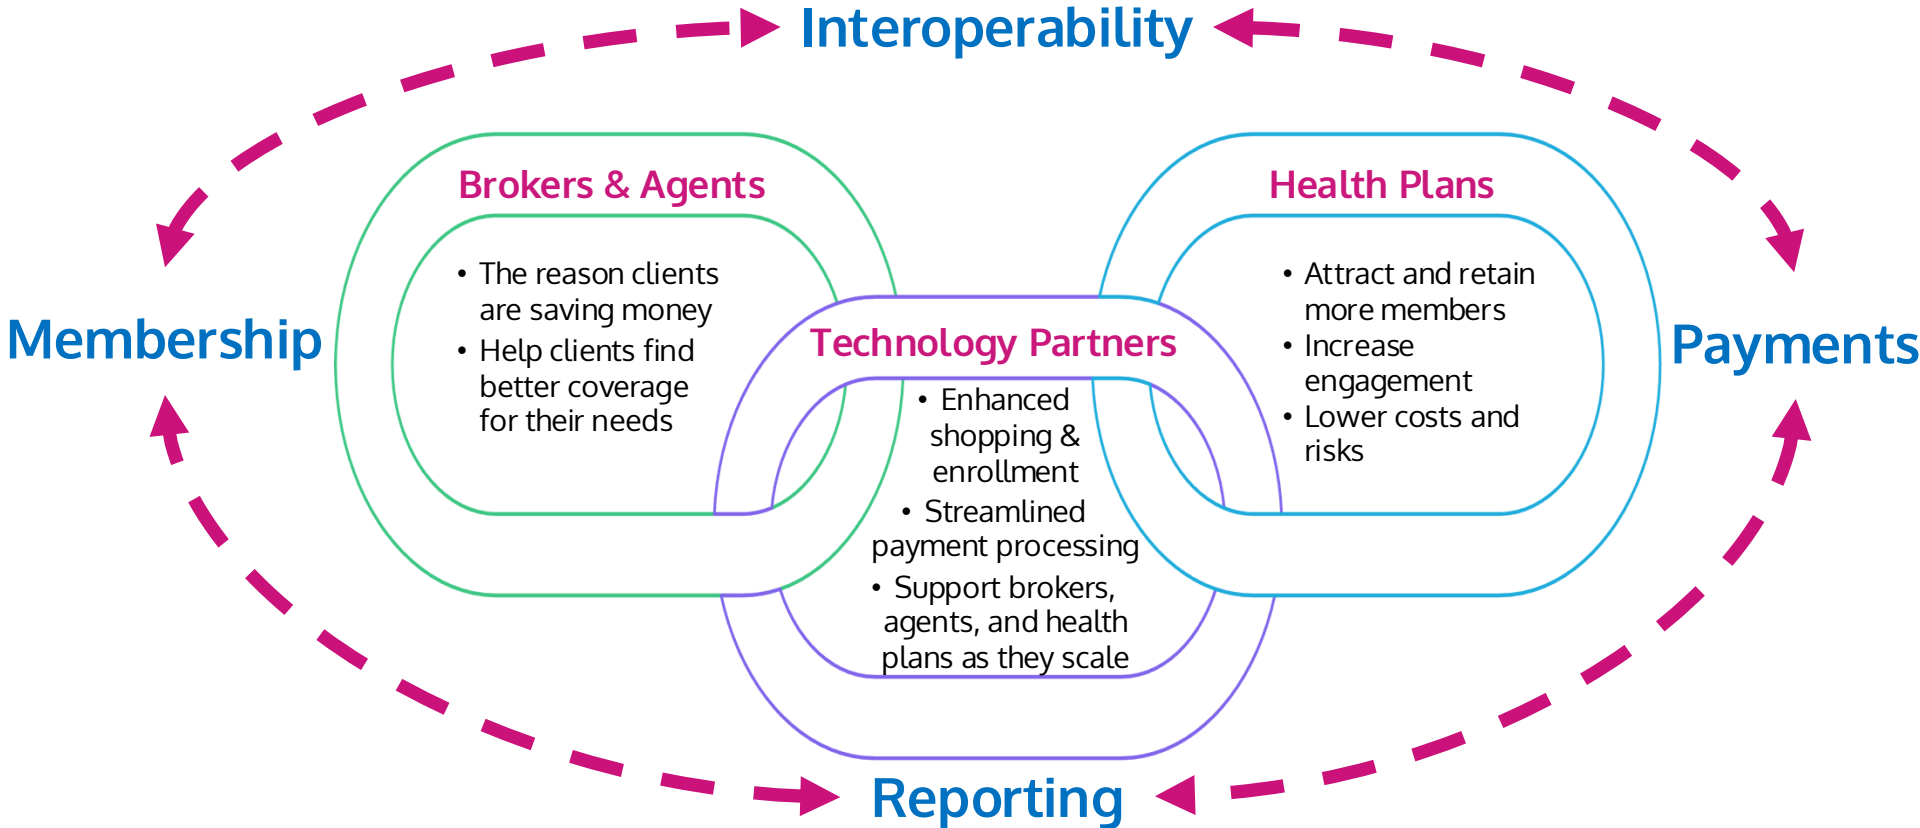 Interoperability
Brokers & Agents
• The reason clients
are saving money
• Help clients find
better coverage
for their needs
Health Plans
• Attract and retain
more members
• Increase
engagement
• Lower costs and
risks
Membership
Technology Partners
• Enhanced
shopping &
enrollment
• Streamlined
payment processing
• Support brokers,
agents, and health
plans as they scale
Payments
Reporting